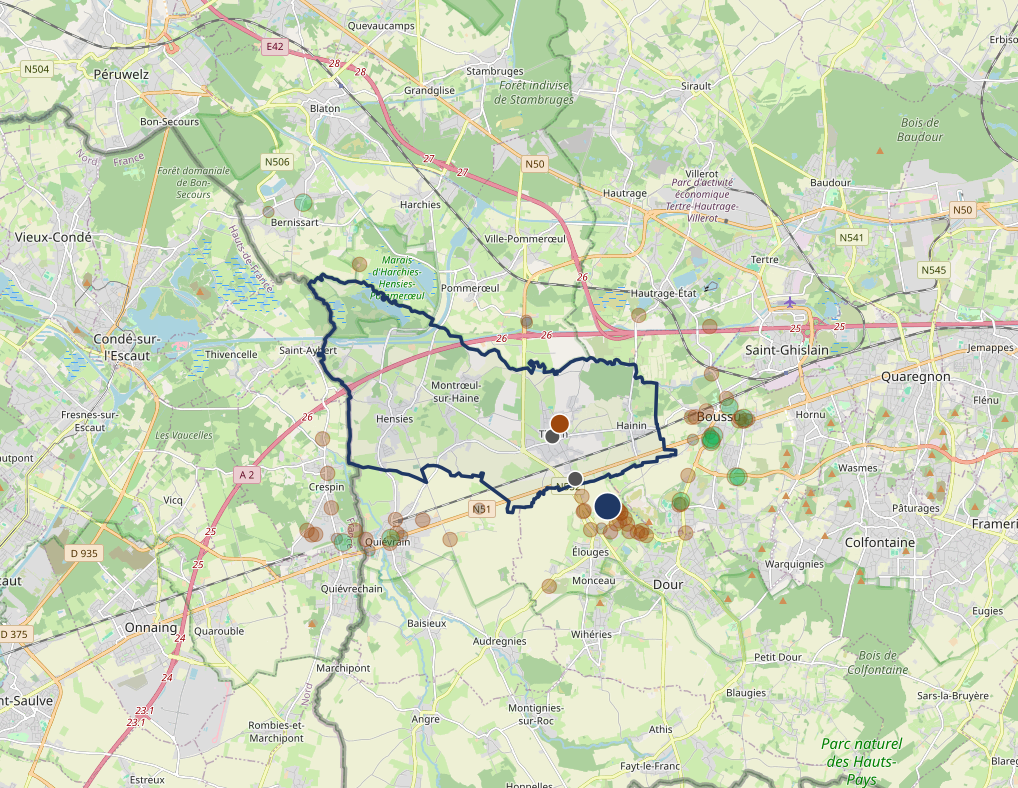 Quevaucamps
E42
N504
Péruwelz
28
28
Stambruges
Grandglise
Sirault
Forêt indivise
de Stambruges
Blaton
Bon-Secours
Bois de
Baudour
Nord
France
N506
27
27
N50
Forêt domaniale
de Bon-
Secours
Villerot
Parc d'activité
économique
Tertre-Hautrage-
Villerot
Baudour
Hautrage
Harchies
N50
Bernissart
Vieux-Condé
Hauts-de-France
Ville-Pommerœul
N541
Tertre
Marais
d'Harchies-
Hensies-
Pommerœul
N545
26
Pommerœul
Hautrage-État
Condé-sur-
l'Escaut
26
26
25
25
Thivencelle
Saint-Aybert
Saint-Ghislain
Jemappes
Quaregnon
Montrœul-
sur-Haine
Flénu
Fresnes-sur-
Escaut
26
Hensies
Hainin
Boussu
Hornu
Les Vaucelles
Wasmes
A 2
Crespin
Vicq
N51
Pâturages
D 935
25
Quiévrain
Élouges
Colfontaine
Warquignies
Monceau
Dour
Quiévrechain
Eugies
Onnaing
Quarouble
Baisieux
D 375
24
Wihéries
Audregnies
Petit Dour
Bois de
Colfontaine
Marchipont
24
Nord
Blaugies
Sars-la-Bruyère
23.1
23.1
Angre
Montignies-
sur-Roc
Rombies-et-
Marchipont
Athis
Parc naturel
des Hauts-
Pays
Fayt-le-Franc
Estreux